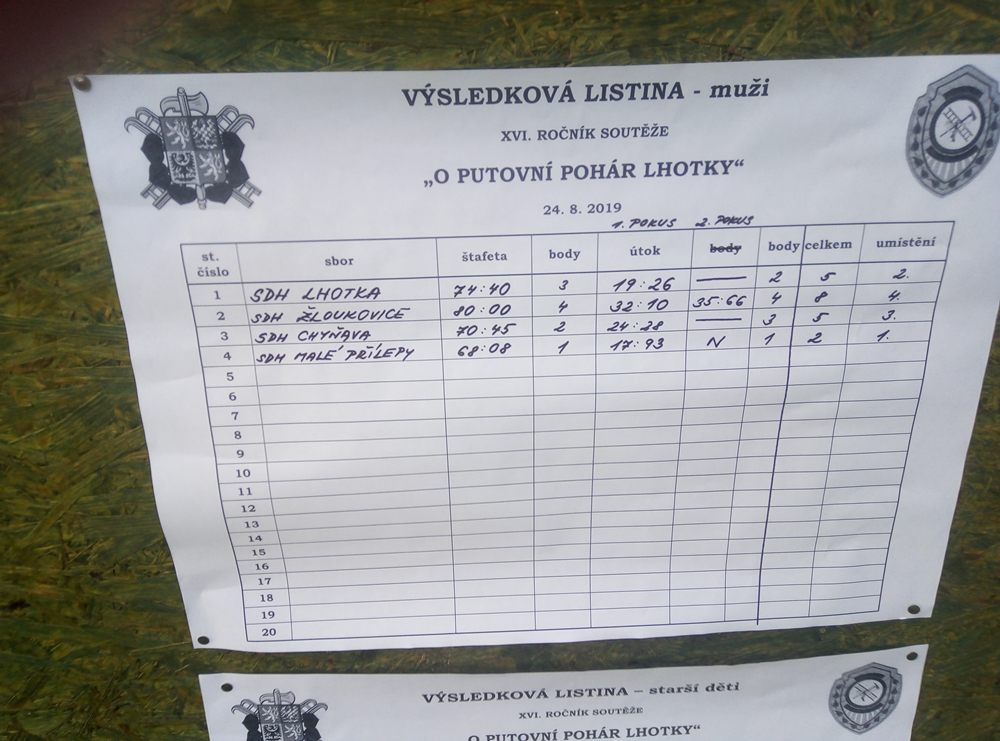 VÝSLEDKOVÁ LISTINA - muži
XVI. ROČNÍK SOUTĚŽE
„O PUTOVNÍ POHÁR LHOTKY“
24. 8. 2019
1. POKUS 2. POKUS
st. číslo sbor štafeta body útok body body celkem umístění
1 SDH LHOTKA 74:40 3 19:26 — 2 5 2.
2 SDH ŽLOUKOVICE 80:00 4 32:10 35:66 4 8 4.
3 SDH CHYŇAVA 70:45 2 24:28 — 3 5 3.
4 SDH MALÉ PŘÍLEPY 68:08 1 17:93 N 1 2 1.
5
6
7
8
9
10
11
12
13
14
15
16
17
18
19
20
VÝSLEDKOVÁ LISTINA – starší děti
XVI. ROČNÍK SOUTĚŽE
„O PUTOVNÍ POHÁR LHOTKY“